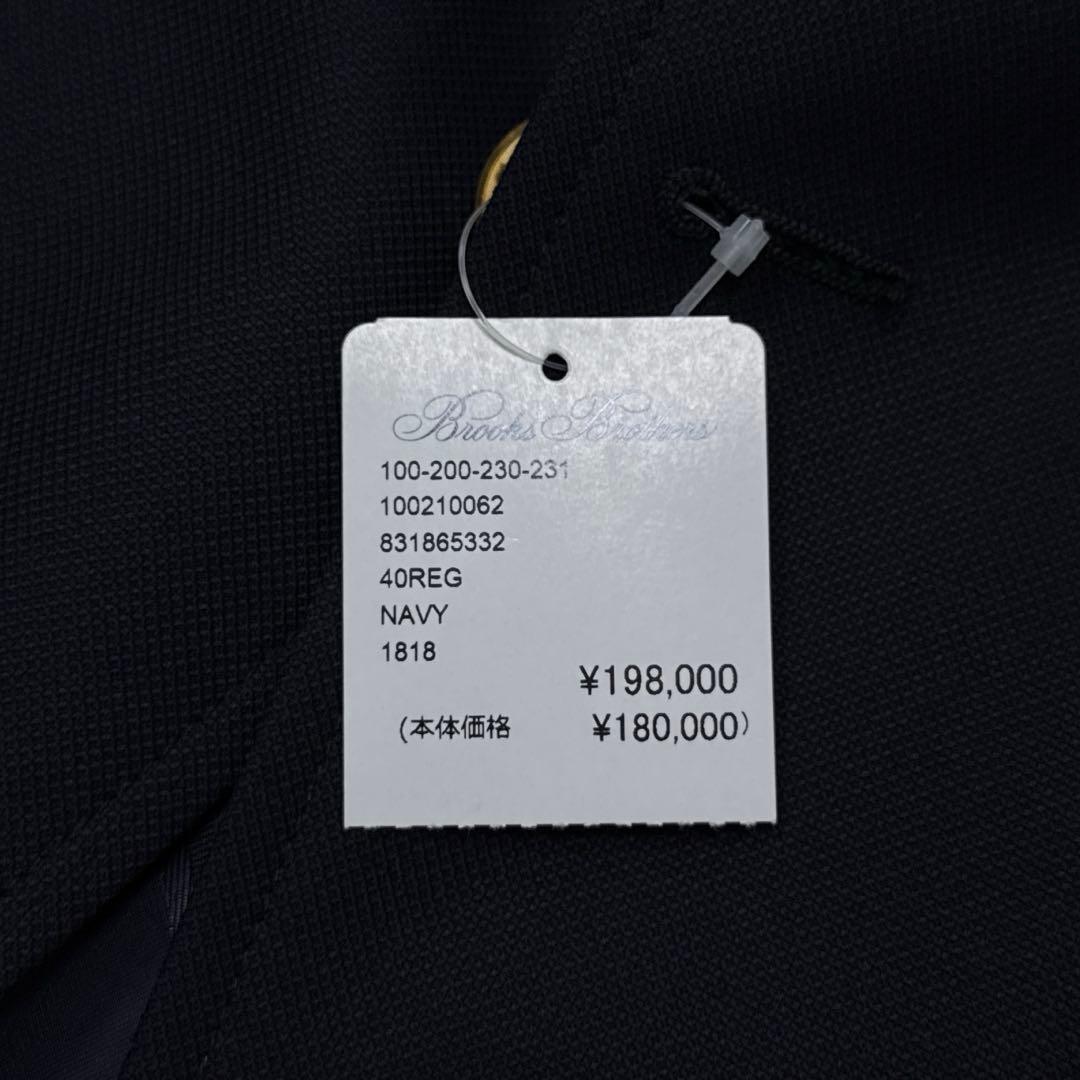 Brooks Brothers
100-200-230-231
100210062
831865332
40REG
NAVY
1818
¥198,000
(本体価格 ¥180,000)